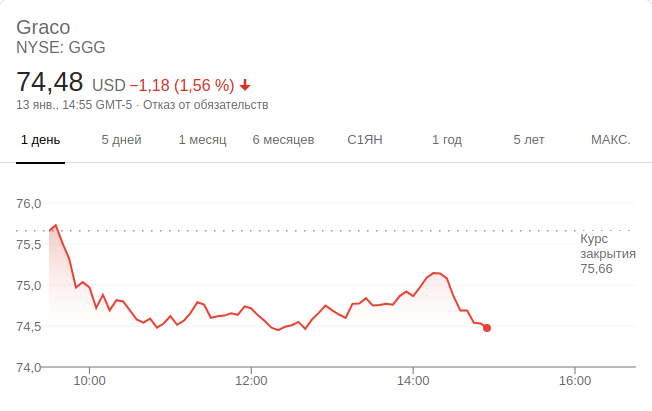 Graco
NYSE: GGG
74,48 USD −1,18 (1,56 %)
13 янв., 14:55 GMT-5 · Отказ от обязательств
1 день 5 дней 1 месяц 6 месяцев С1ЯН 1 год 5 лет МАКС.
76,0
75,5
75,0
74,5
74,0
Курс
закрытия
75,66
10:00 12:00 14:00 16:00